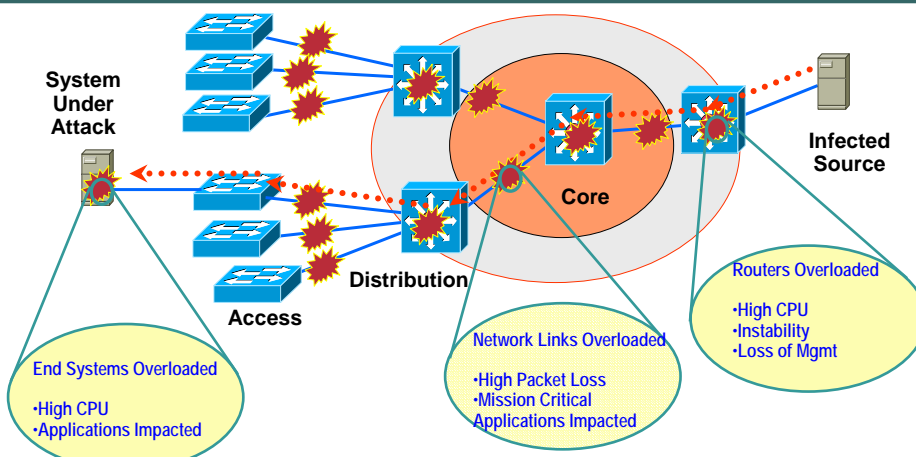 System
Under
Attack
Infected
Source
Core
Distribution
Access
Routers Overloaded
•High CPU
•Instability
•Loss of Mgmt
Network Links Overloaded
•High Packet Loss
•Mission Critical
Applications Impacted
End Systems Overloaded
•High CPU
•Applications Impacted